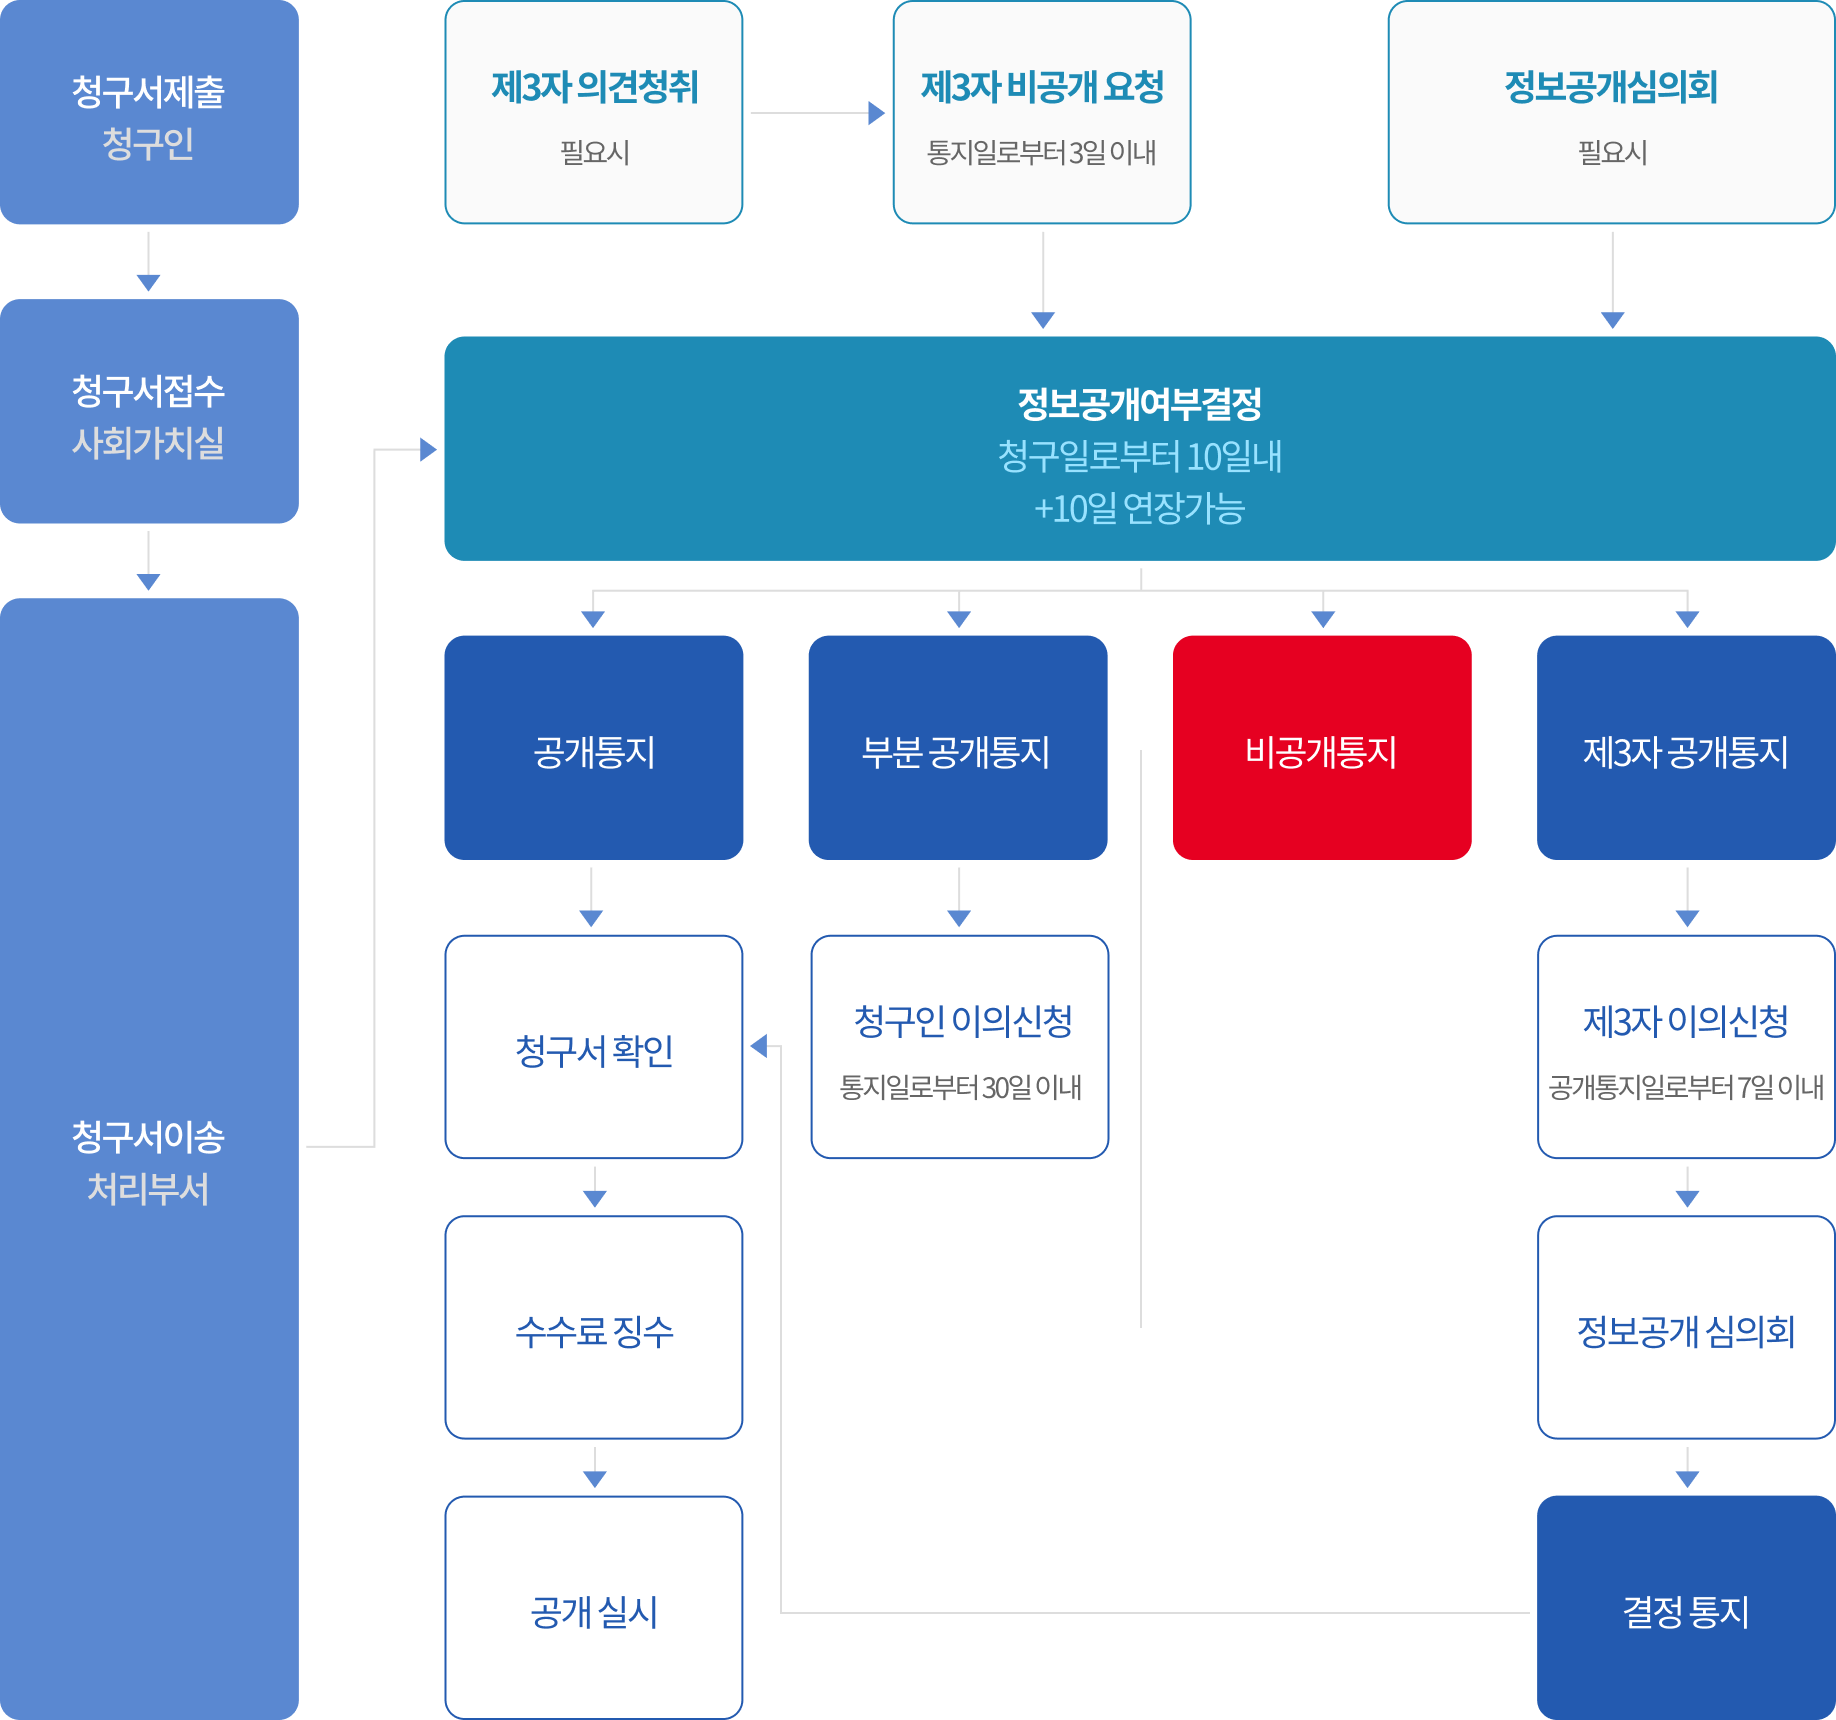 청구서제출
청구인
청구서접수
사회가치실
청구서이송
처리부서
제3자 의견청취
필요시
제3자 비공개 요청
통지일로부터 3일 이내
정보공개심의회
필요시
정보공개여부결정
청구일로부터 10일내
+10일 연장가능
공개통지
부분 공개통지
비공개통지
제3자 공개통지
청구서 확인
청구인 이의신청
통지일로부터 30일 이내
제3자 이의신청
공개통지일로부터 7일 이내
수수료 징수
정보공개 심의회
공개 실시
결정 통지